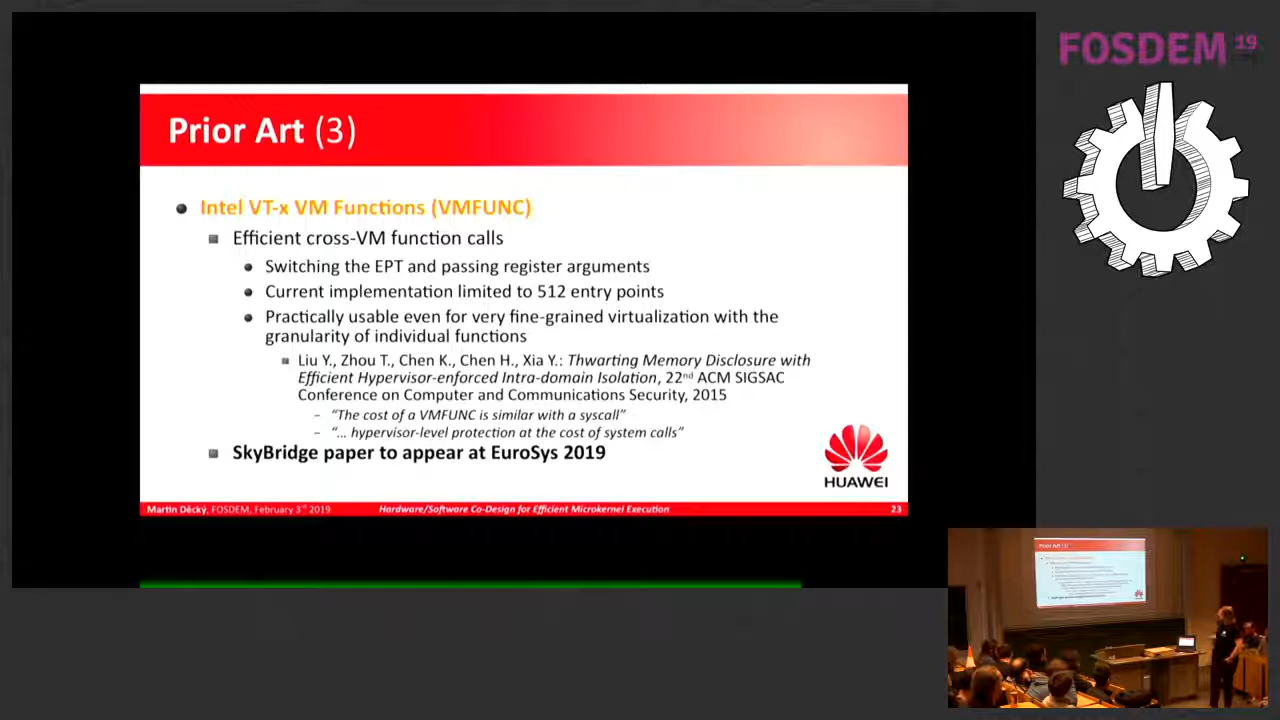 FOSDEM 19
Prior Art (3)
Intel VT-x VM Functions (VMFUNC)
Efficient cross-VM function calls
Switching the EPT and passing register arguments
Current implementation limited to 512 entry points
Practically usable even for very fine-grained virtualization with the
granularity of individual functions
Liu Y., Zhou T., Chen K., Chen H., Xia Y.: Thwarting Memory Disclosure with
Efficient Hypervisor-enforced Intra-domain Isolation, 22nd ACM SIGSAC
Conference on Computer and Communications Security, 2015
– “The cost of a VMFUNC is similar with a syscall”
– “... hypervisor-level protection at the cost of system calls”
SkyBridge paper to appear at EuroSys 2019
HUAWEI
Martin Děcký, FOSDEM, February 3rd 2019 Hardware/Software Co-Design for Efficient Microkernel Execution 23
Prior Art (3)